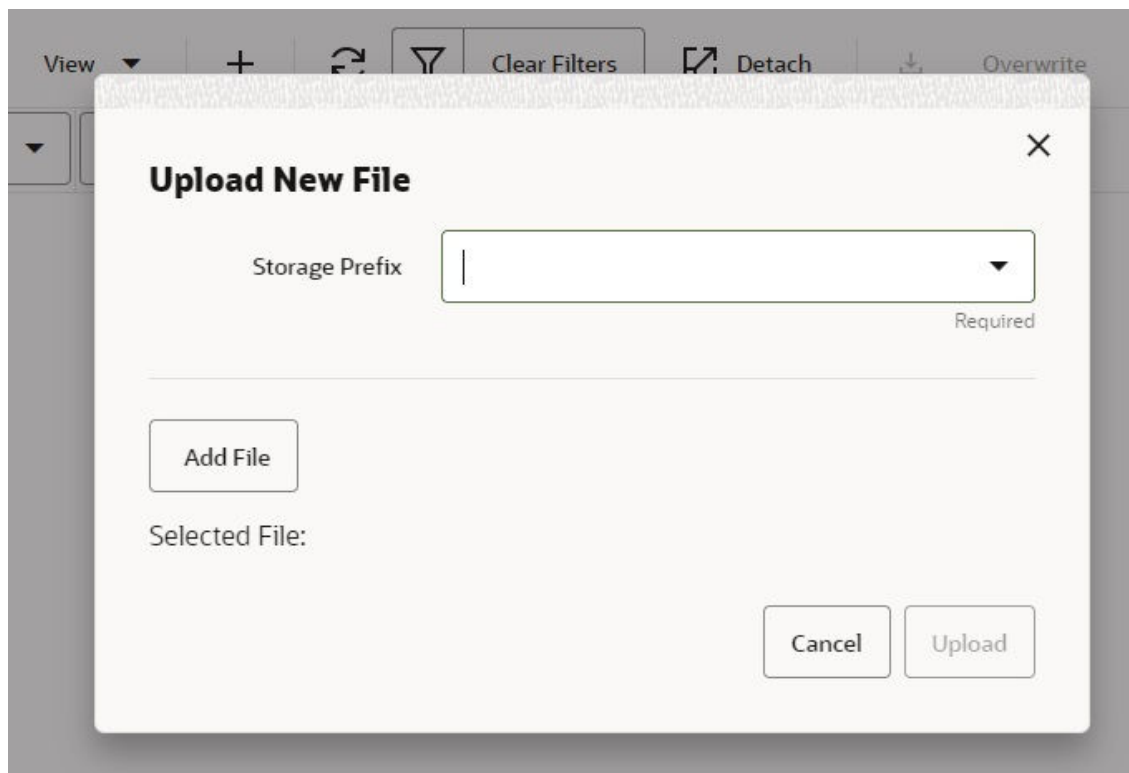 View Clear Filters Detach Overwrite
Upload New File
Storage Prefix
Required
Add File
Selected File:
Cancel Upload